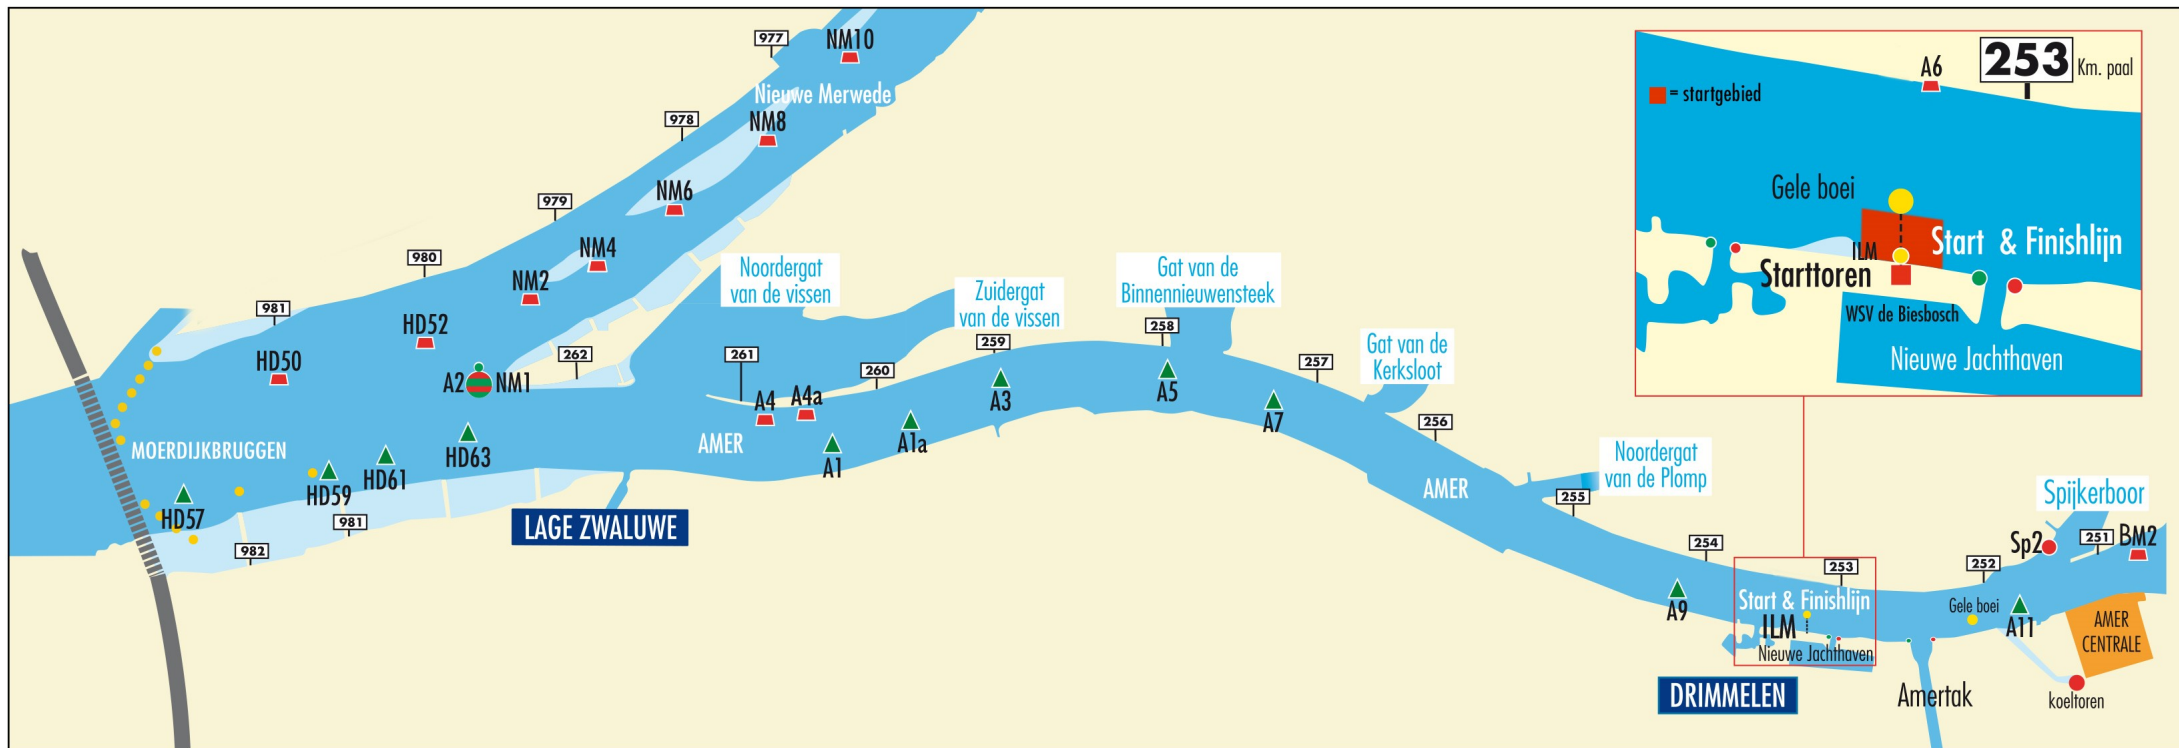 977
NM10
Nieuwe Merwede
978
NM8
979
NM6
980
NM4
NM2
981
HD52
HD50
A2
NM1
262
MOERDIJKBRUGGEN
HD63
HD61
HD59
HD57
981
982
LAGE ZWALUWE
Noordergat
van de vissen
261
A4
A4a
260
AMER
A1
A1a
Zuidergat
van de vissen
259
A3
Gat van de
Binnennieuwensteek
258
A5
257
A7
Gat van de
Kerksloot
256
AMER
Noordergat
van de Plomp
255
254
A9
253
Start & Finishlijn
ILM
Nieuwe Jachthaven
DRIMMELEN
Amertak
252
Gele boei
A11
Spijkerboor
Sp2
251
BM2
AMER
CENTRALE
koeltoren
A6
253
Km. paal
= startgebied
Gele boei
Start & Finishlijn
ILM
Starttoren
WSV de Biesbosch
Nieuwe Jachthaven